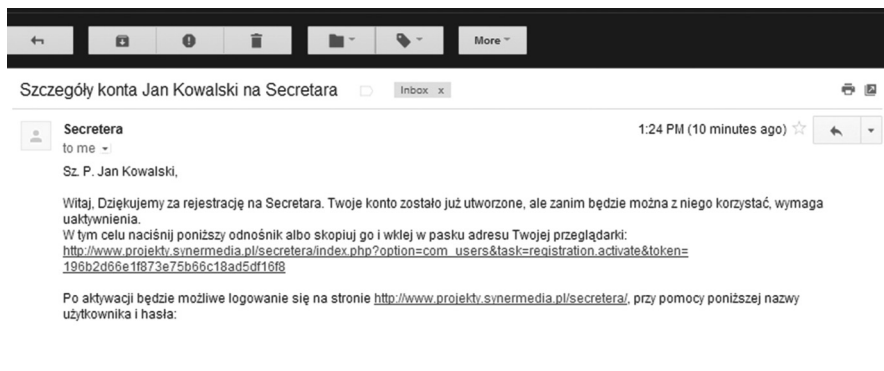 More
Szczegóły konta Jan Kowalski na Secretara
Inbox x
Secretera
1:24 PM (10 minutes ago)
to me
Sz. P. Jan Kowalski,
Witaj, Dziękujemy za rejestrację na Secretara. Twoje konto zostało już utworzone, ale zanim będzie można z niego korzystać, wymaga
uaktywnienia.
W tym celu naciśnij poniższy odnośnik albo skopiuj go i wklej w pasku adresu Twojej przeglądarki:
http://www.projekty.synermedia.pl/secretera/index.php?option=com_users&task=registration.activate&token=
196b2d66e1f873e75b66c18ad5df16f8
Po aktywacji będzie możliwe logowanie się na stronie http://www.projekty.synermedia.pl/secretera/, przy pomocy poniższej nazwy
użytkownika i hasła: